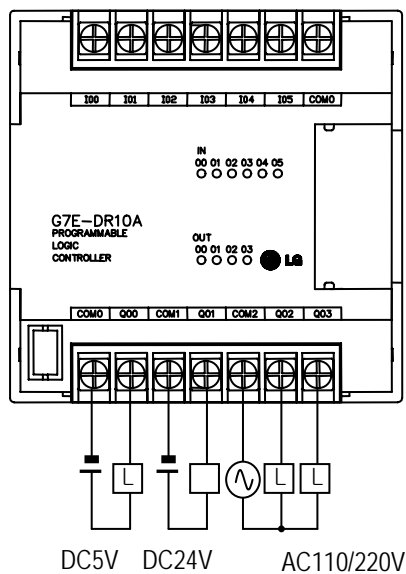 I00 I01 I02 I03 I04 I05 COM0
IN
00 01 02 03 04 05
G7E-DR10A
PROGRAMMABLE
LOGIC
CONTROLLER
OUT
00 01 02 03
LG
COM0 Q00 COM1 Q01 COM2 Q02 Q03
L L L
DC5V DC24V AC110/220V